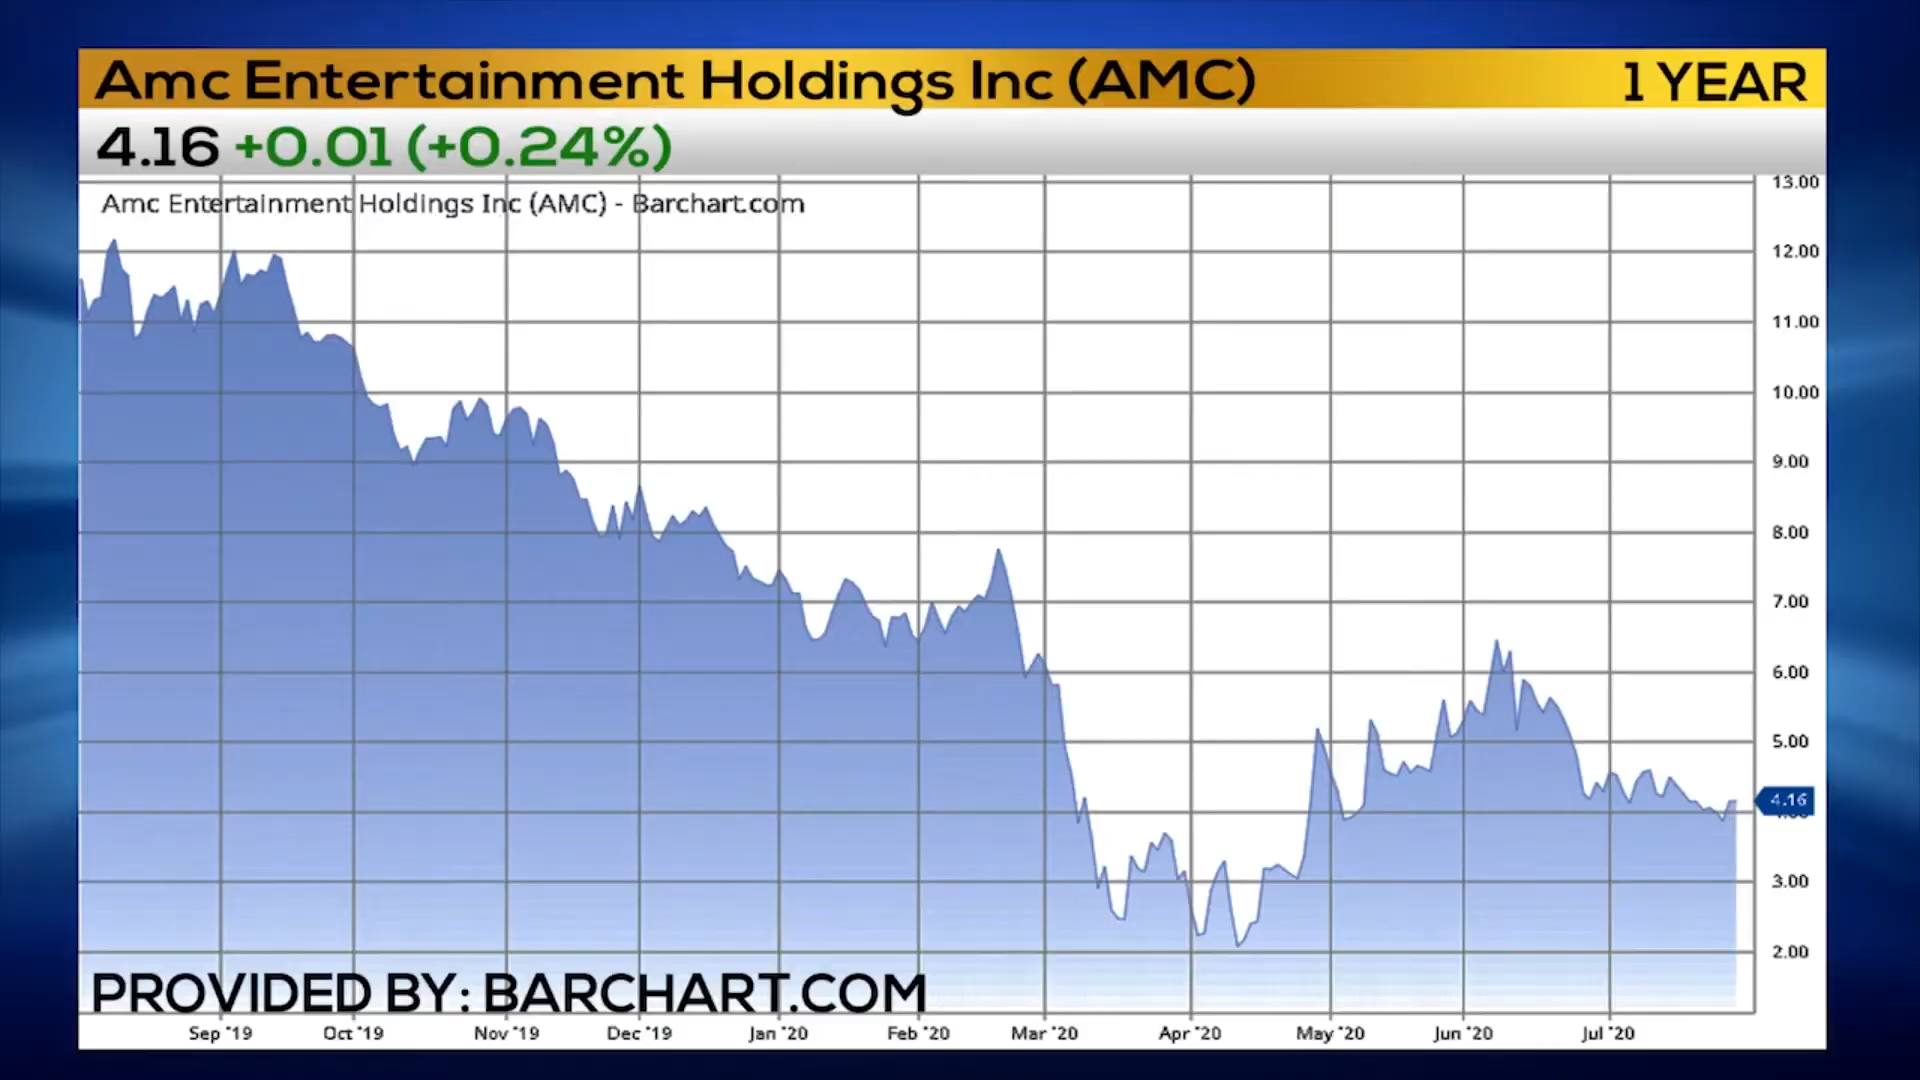 Amc Entertainment Holdings Inc (AMC) 1 YEAR
4.16 +0.01 (+0.24%)
Amc Entertainment Holdings Inc (AMC) - Barchart.com
13.00
12.00
11.00
10.00
9.00
8.00
7.00
6.00
5.00
4.16
3.00
2.00
PROVIDED BY: BARCHART.COM
Sep '19 Oct '19 Nov '19 Dec '19 Jan '20 Feb '20 Mar '20 Apr '20 May '20 Jun '20 Jul '20